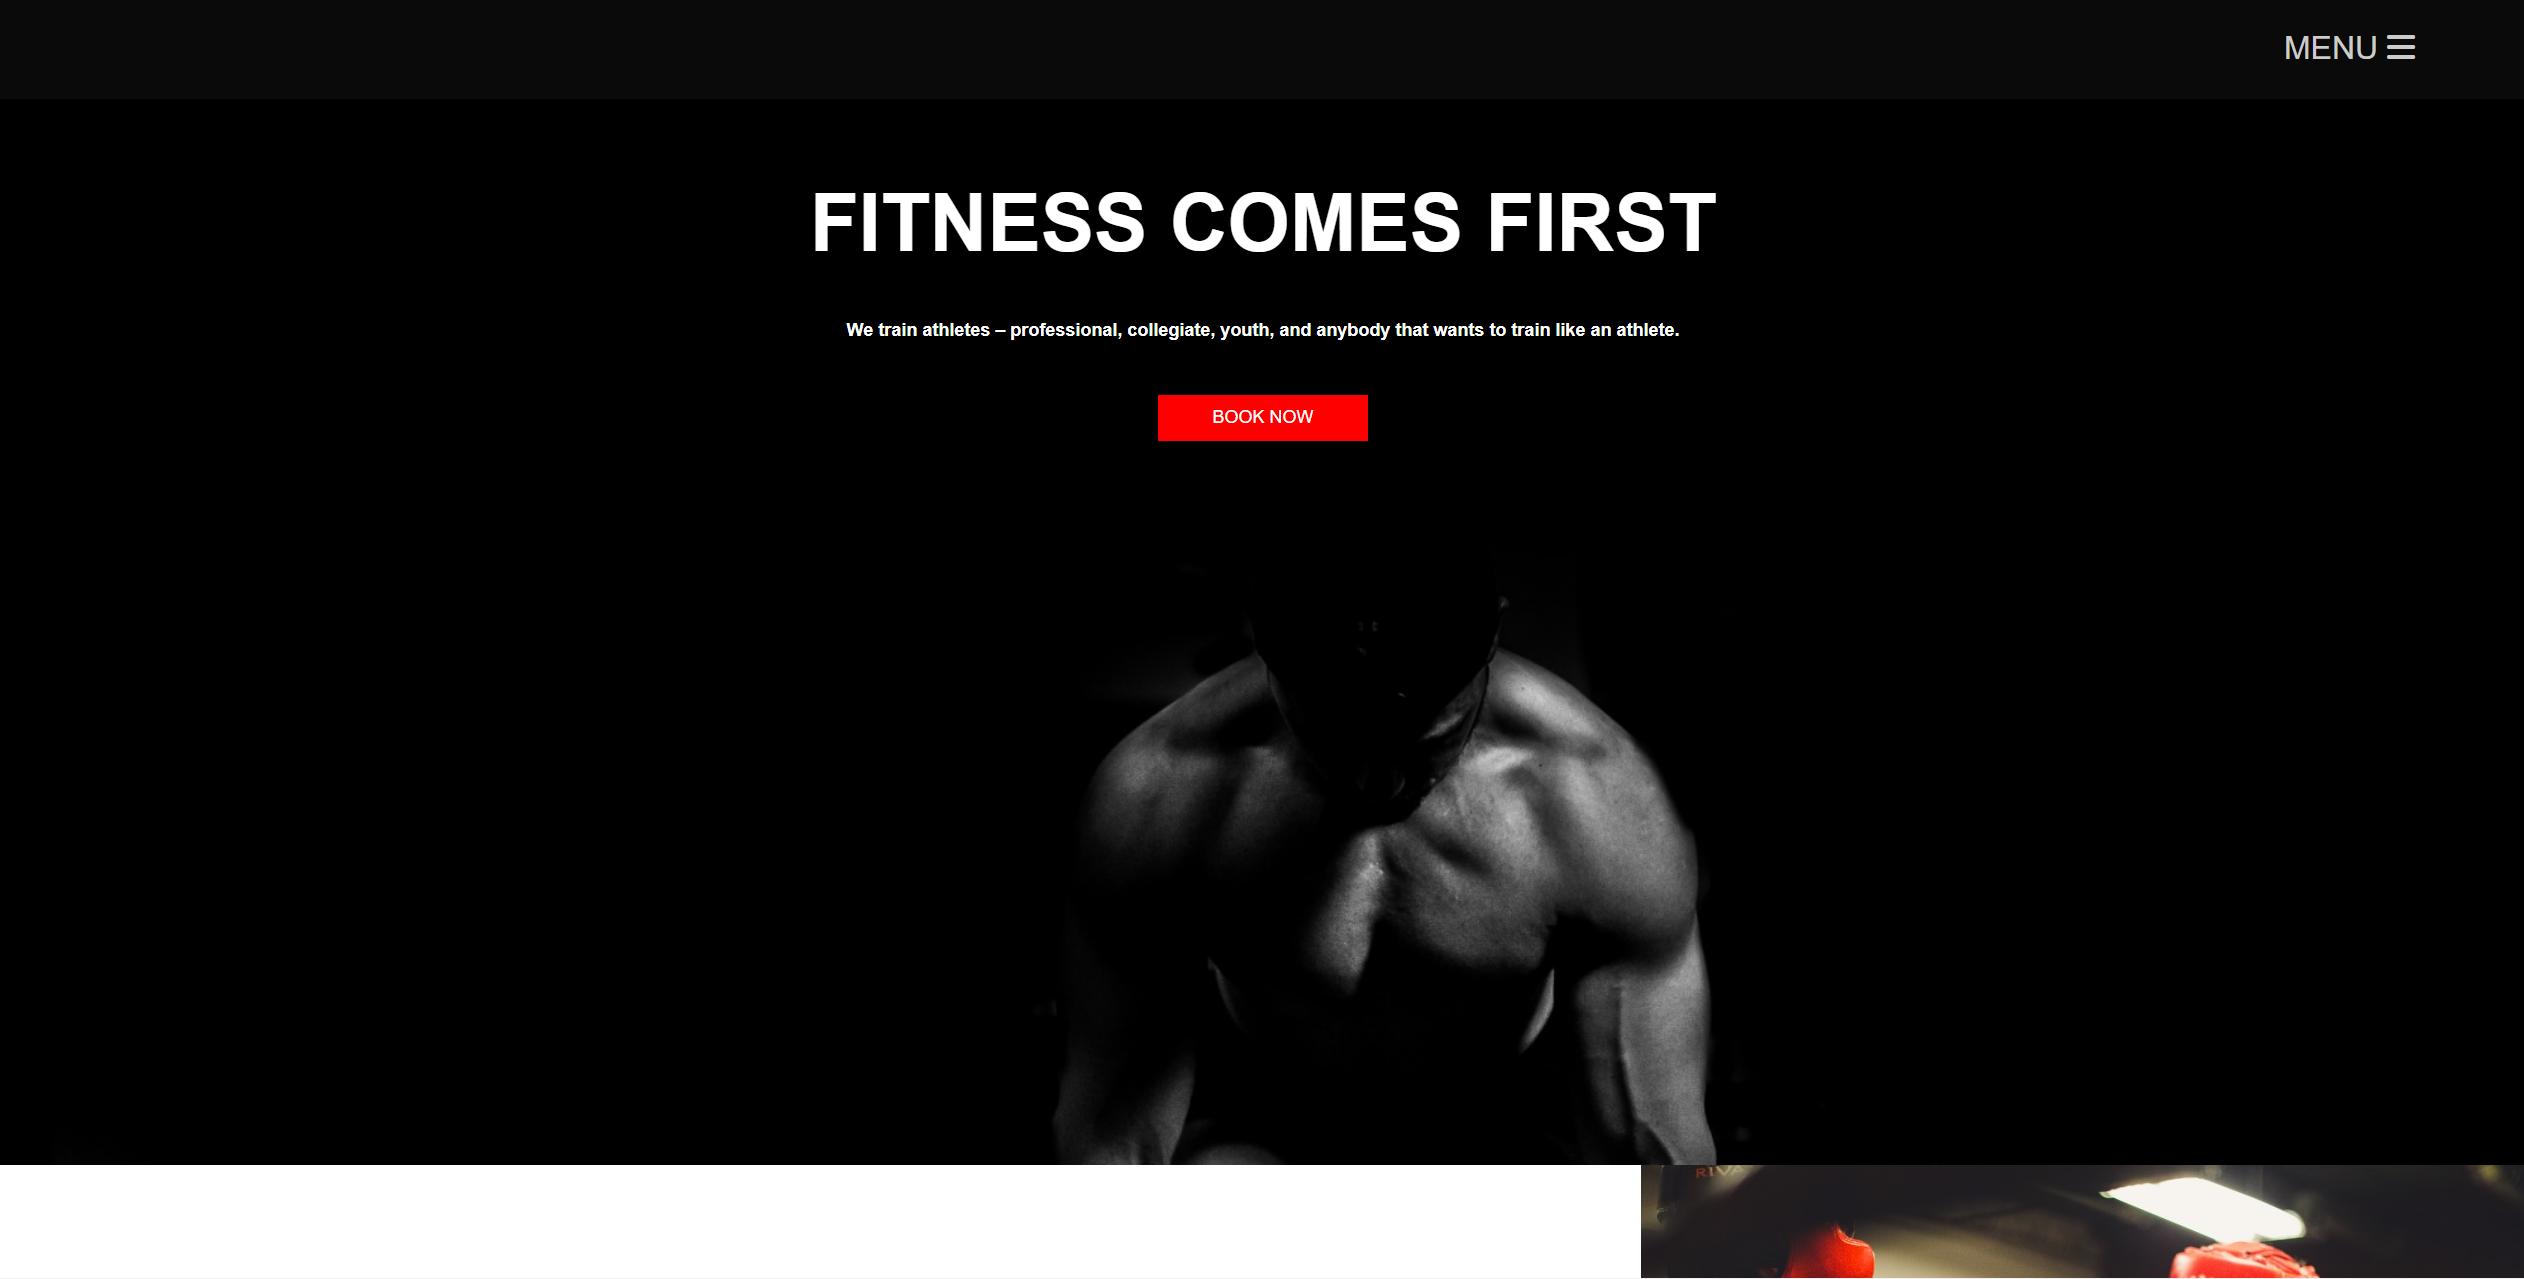 MENU
FITNESS COMES FIRST
We train athletes – professional, collegiate, youth, and anybody that wants to train like an athlete.
BOOK NOW